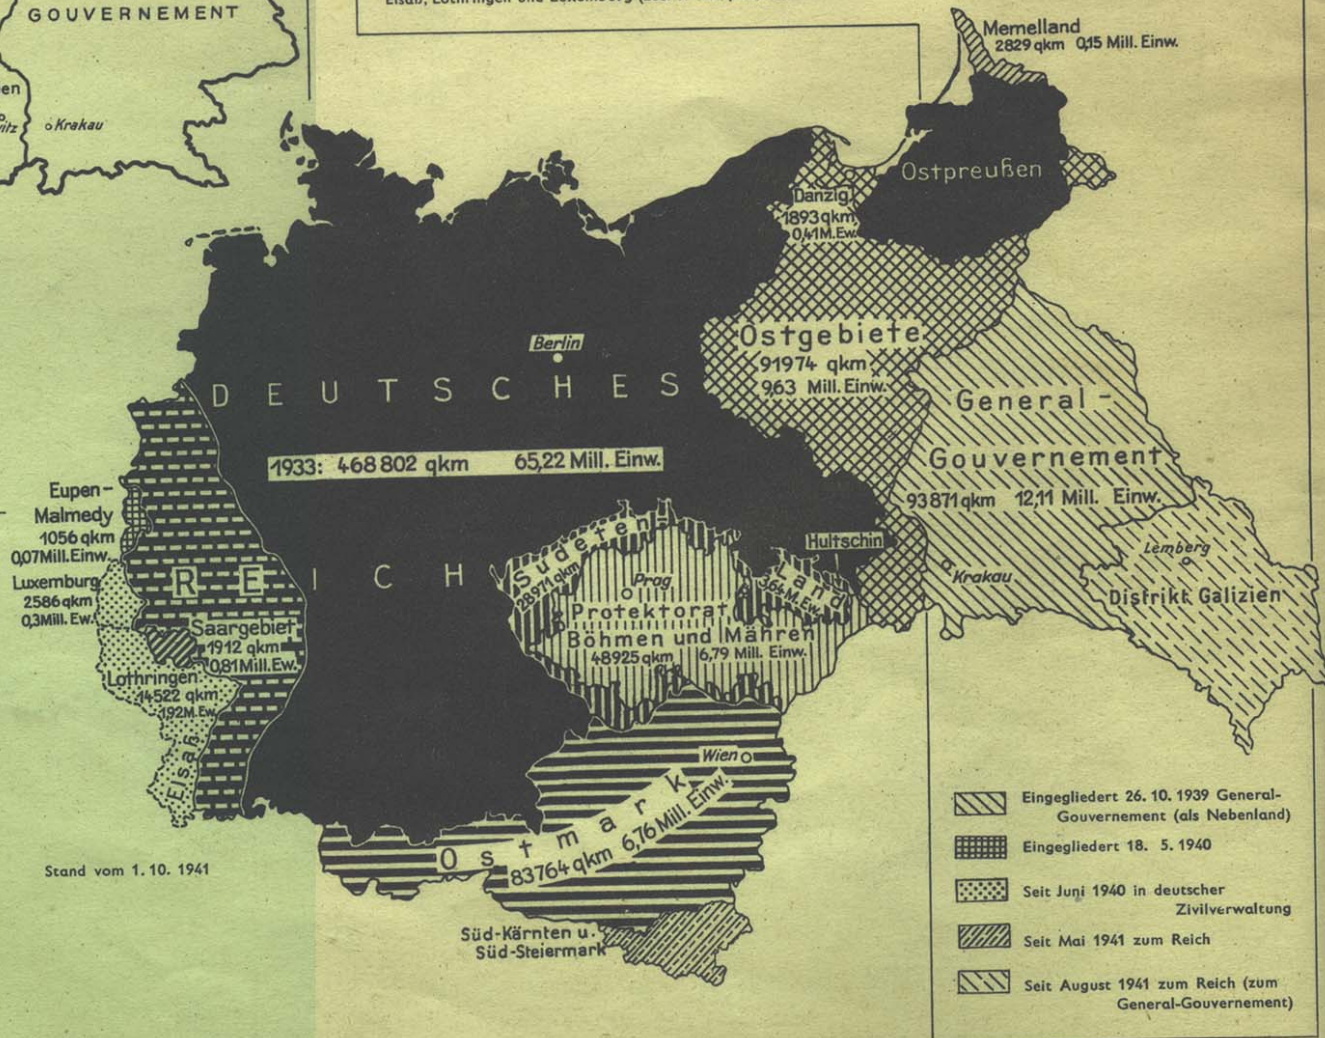 GOUVERNEMENT
Krakau
Memelland
2829 qkm 0,15 Mill. Einw.
Ostpreußen
Danzig
1893 qkm
0,41 M. Ew.
Ostgebiete
91974 qkm
9,63 Mill. Einw.
Berlin
DEUTSCHES
General-
Gouvernement
93871 qkm 12,11 Mill. Einw.
1933: 468802 qkm 65,22 Mill. Einw.
Eupen-
Malmedy
1056 qkm
0,07 Mill. Einw.
Luxemburg
2586 qkm
0,3 Mill. Ew.
REICH
Sudeten-
28971 qkm
Land
3,64 M. Ew.
Hultschin
Prag
Protektorat
Böhmen und Mähren
48925 qkm 6,79 Mill. Einw.
Krakau
Lemberg
Distrikt Galizien
Saargebiet
1912 qkm
0,81 Mill. Ew.
Lothringen
14522 qkm
1,92 M. Ew.
Elsaß
Wien
Ostmark
83764 qkm 6,76 Mill. Einw.
Süd-Kärnten u.
Süd-Steiermark
Stand vom 1. 10. 1941
Eingegliedert 26. 10. 1939 General-
Gouvernement (als Nebenland)
Eingegliedert 18. 5. 1940
Seit Juni 1940 in deutscher
Zivilverwaltung
Seit Mai 1941 zum Reich
Seit August 1941 zum Reich (zum
General-Gouvernement)